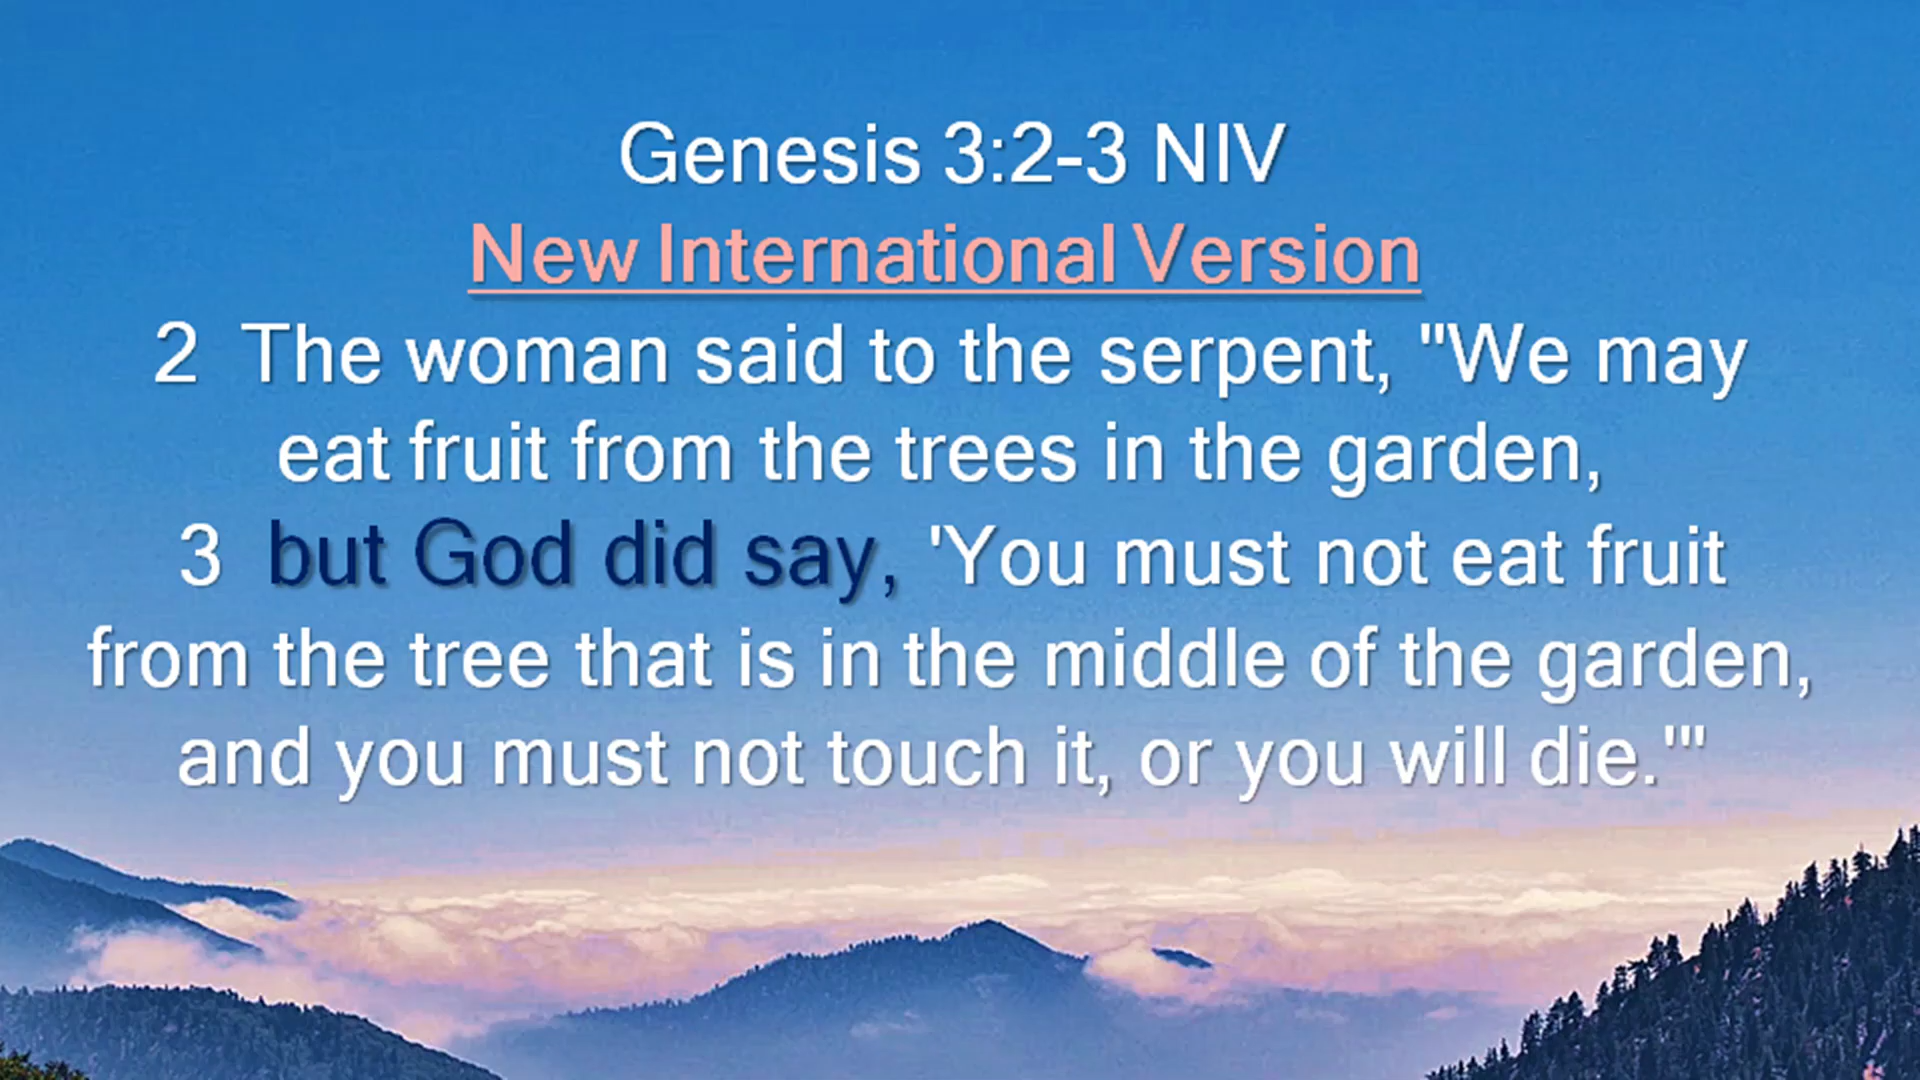 Genesis 3:2-3 NIV
New International Version
2  The woman said to the serpent, "We may
eat fruit from the trees in the garden,
3  but God did say, 'You must not eat fruit
from the tree that is in the middle of the garden,
and you must not touch it, or you will die.'"